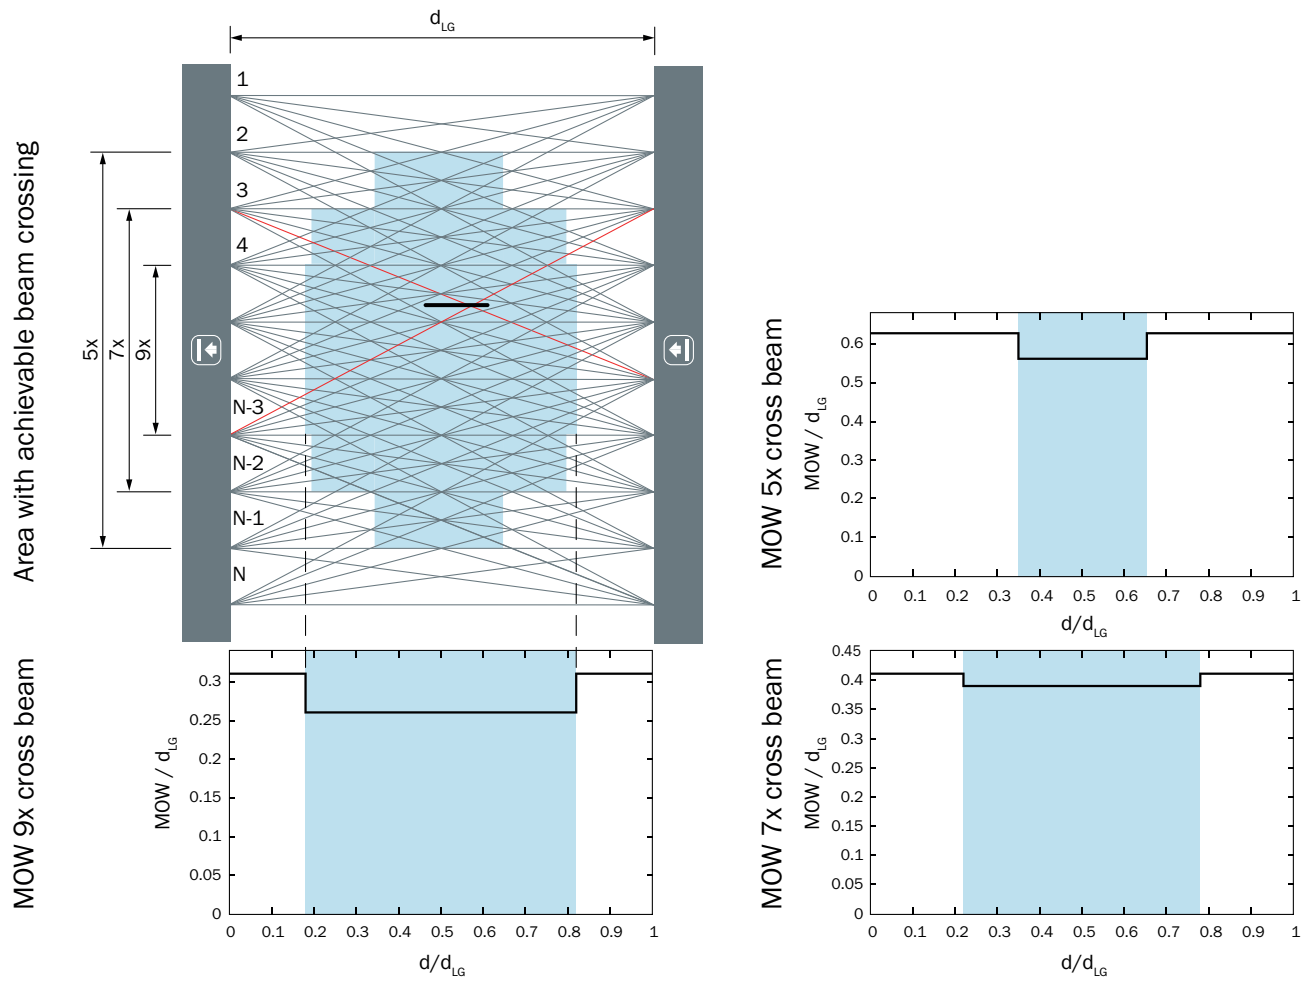 d_LG
Area with achievable beam crossing
5x
7x
9x
1
2
3
4
N-3
N-2
N-1
N
MOW 5x cross beam
MOW / d_LG
0.6
0.5
0.4
0.3
0.2
0.1
0
0 0.1 0.2 0.3 0.4 0.5 0.6 0.7 0.8 0.9 1
d/d_LG
MOW 9x cross beam
MOW / d_LG
0.3
0.25
0.2
0.15
0.1
0.05
0
0 0.1 0.2 0.3 0.4 0.5 0.6 0.7 0.8 0.9 1
d/d_LG
MOW 7x cross beam
MOW / d_LG
0.45
0.4
0.35
0.3
0.25
0.2
0.15
0.1
0.05
0
0 0.1 0.2 0.3 0.4 0.5 0.6 0.7 0.8 0.9 1
d/d_LG